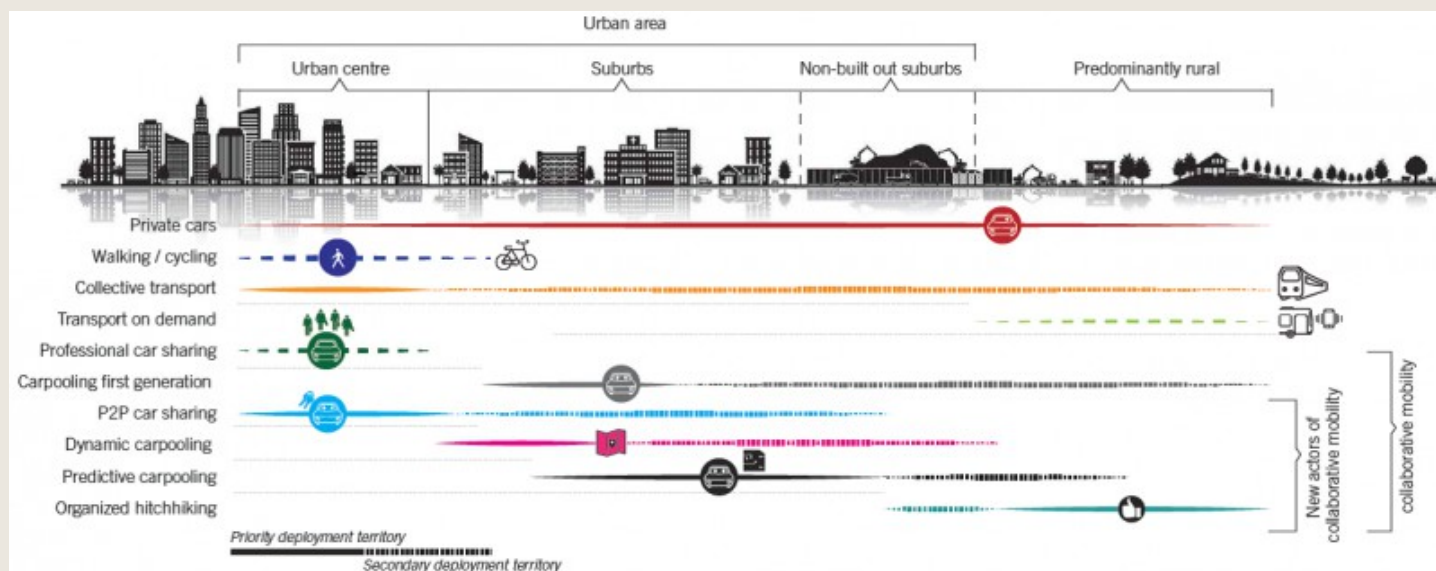 Urban area
Urban centre
Suburbs
Non-built out suburbs
Predominantly rural
Private cars
Walking / cycling
Collective transport
Transport on demand
Professional car sharing
Carpooling first generation
P2P car sharing
Dynamic carpooling
Predictive carpooling
Organized hitchhiking
New actors of
collaborative mobility
collaborative mobility
Priority deployment territory
Secondary deployment territory